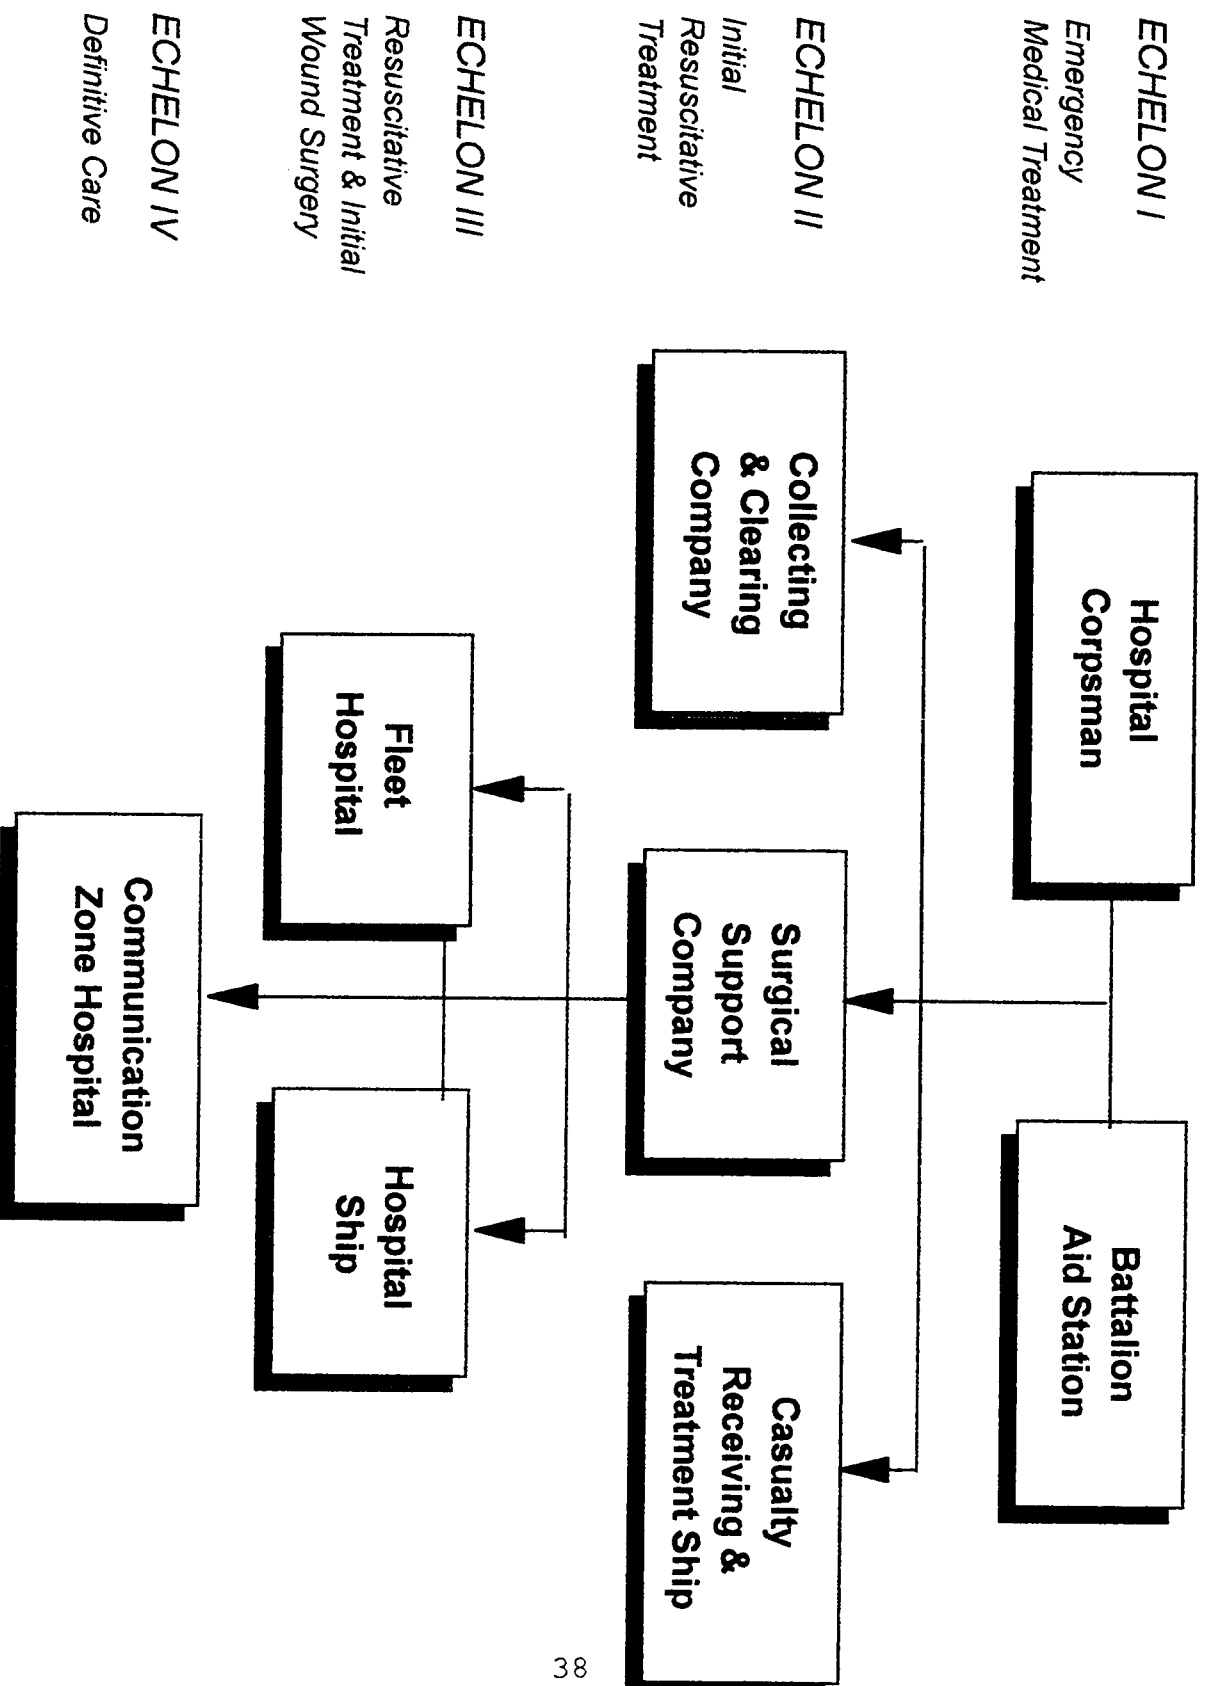 ECHELON I
Emergency
Medical Treatment
Hospital
Corpsman
Battalion
Aid Station
ECHELON II
Initial
Resuscitative
Treatment
Collecting
& Clearing
Company
Surgical
Support
Company
Casualty
Receiving &
Treatment Ship
ECHELON III
Resuscitative
Treatment & Initial
Wound Surgery
Fleet
Hospital
Hospital
Ship
ECHELON IV
Definitive Care
Communication
Zone Hospital
38